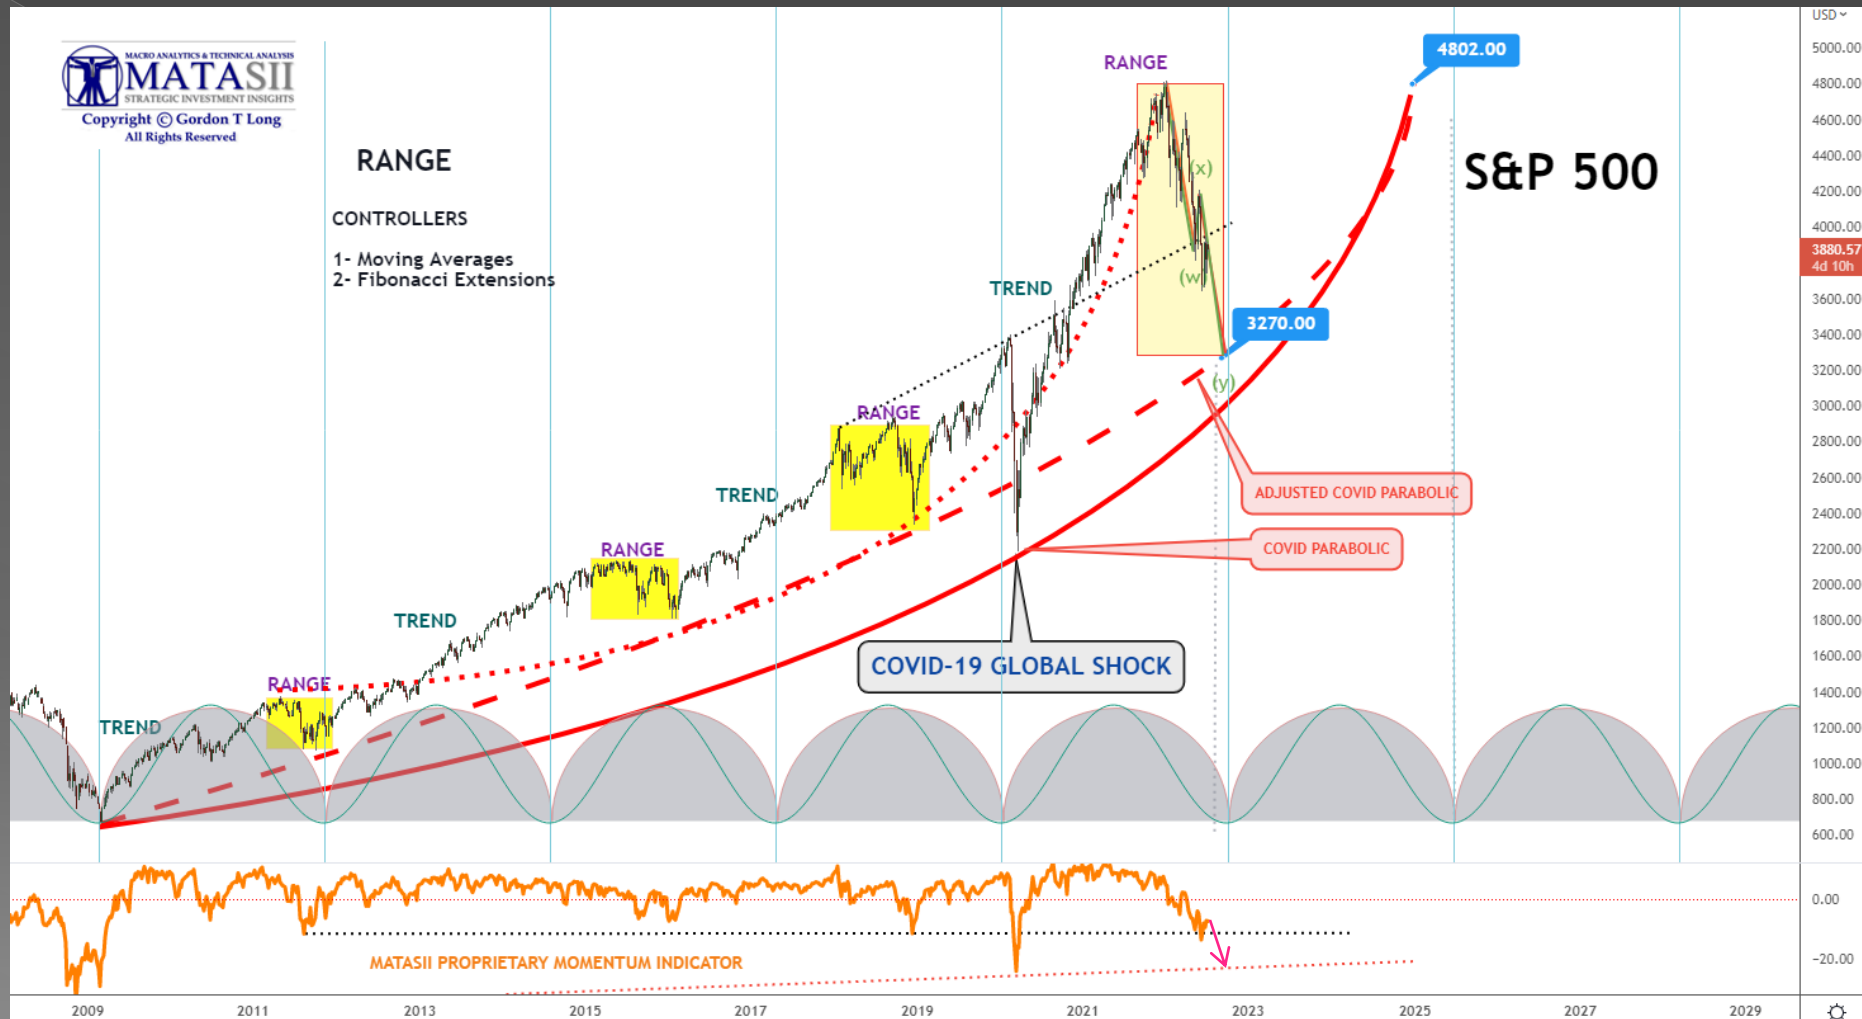 MACRO ANALYTICS & TECHNICAL ANALYSIS
MATASII
STRATEGIC INVESTMENT INSIGHTS
Copyright © Gordon T Long
All Rights Reserved
RANGE
CONTROLLERS
1- Moving Averages
2- Fibonacci Extensions
S&P 500
USD
5000.00
4800.00
4600.00
4400.00
4200.00
4000.00
3880.57
4d 10h
3600.00
3400.00
3200.00
3000.00
2800.00
2600.00
2400.00
2200.00
2000.00
1800.00
1600.00
1400.00
1200.00
1000.00
800.00
600.00
4802.00
RANGE
(x)
(w)
TREND
3270.00
(y)
RANGE
TREND
ADJUSTED COVID PARABOLIC
RANGE
COVID PARABOLIC
TREND
COVID-19 GLOBAL SHOCK
RANGE
TREND
0.00
MATASII PROPRIETARY MOMENTUM INDICATOR
-20.00
2009
2011
2013
2015
2017
2019
2021
2023
2025
2027
2029